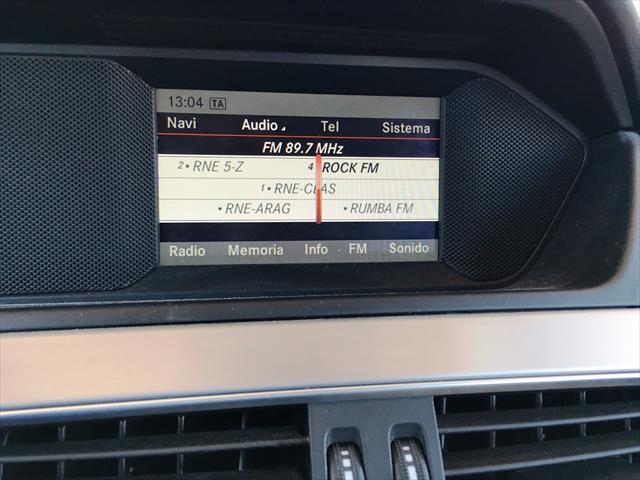 13:04 TA
Navi Audio Tel Sistema
FM 89.7 MHz
2• RNE 5-Z 4 ROCK FM
1• RNE-CLAS
• RNE-ARAG • RUMBA FM
Radio Memoria Info FM Sonido